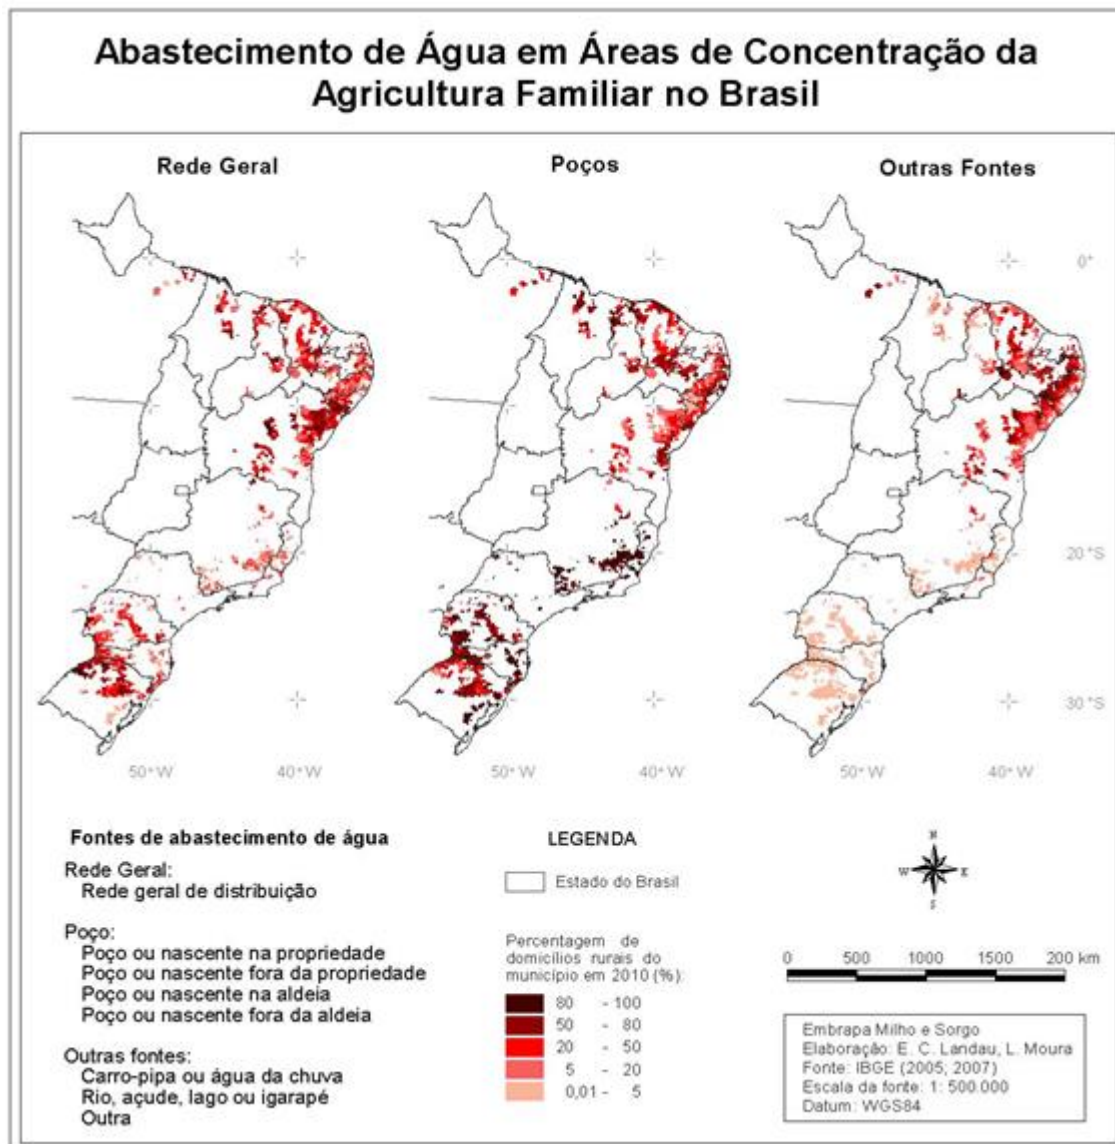 Abastecimento de Água em Áreas de Concentração da
Agricultura Familiar no Brasil
Rede Geral
Poços
Outras Fontes
0°
20 °S
30 °S
50° W
40° W
50° W
40° W
50° W
40° W
Fontes de abastecimento de água
Rede Geral:
Rede geral de distribuição
Poço:
Poço ou nascente na propriedade
Poço ou nascente fora da propriedade
Poço ou nascente na aldeia
Poço ou nascente fora da aldeia
Outras fontes:
Carro-pipa ou água da chuva
Rio, açude, lago ou igarapé
Outra
LEGENDA
Estado do Brasil
Percentagem de
domicílios rurais do
município em 2010 (%):
80 - 100
50 - 80
20 - 50
5 - 20
0,01 - 5
N
W E
S
0 500 1000 1500 200 km
Embrapa Milho e Sorgo
Elaboração: E. C. Landau, L. Moura
Fonte: IBGE (2005; 2007)
Escala da fonte: 1: 500.000
Datum: WGS84